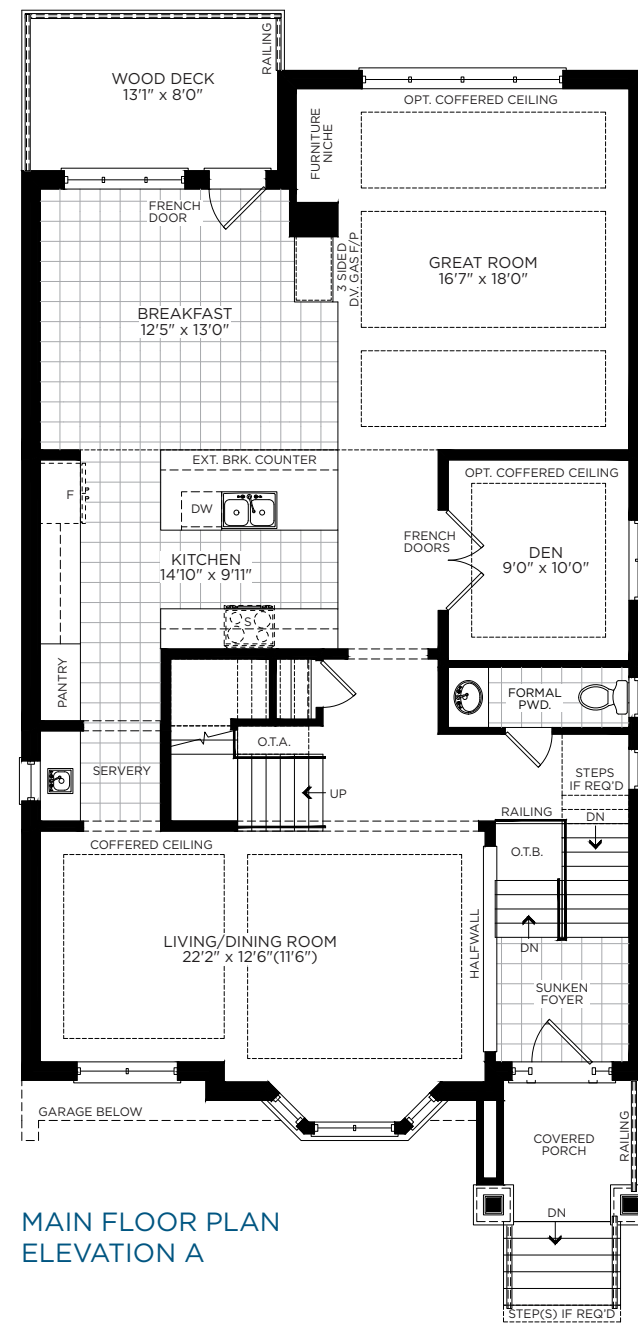 WOOD DECK
13'1" x 8'0"
RAILING
OPT. COFFERED CEILING
FURNITURE
NICHE
FRENCH
DOOR
3 SIDED
D.V. GAS F/P
GREAT ROOM
16'7" x 18'0"
BREAKFAST
12'5" x 13'0"
EXT. BRK. COUNTER
OPT. COFFERED CEILING
F
DW
FRENCH
DOORS
DEN
9'0" x 10'0"
KITCHEN
14'10" x 9'11"
S
PANTRY
FORMAL
PWD.
O.T.A.
SERVERY
STEPS
IF REQ'D
UP
RAILING
DN
COFFERED CEILING
O.T.B.
LIVING/DINING ROOM
22'2" x 12'6"(11'6")
HALFWALL
DN
SUNKEN
FOYER
GARAGE BELOW
COVERED
PORCH
RAILING
DN
MAIN FLOOR PLAN
ELEVATION A
STEP(S) IF REQ'D